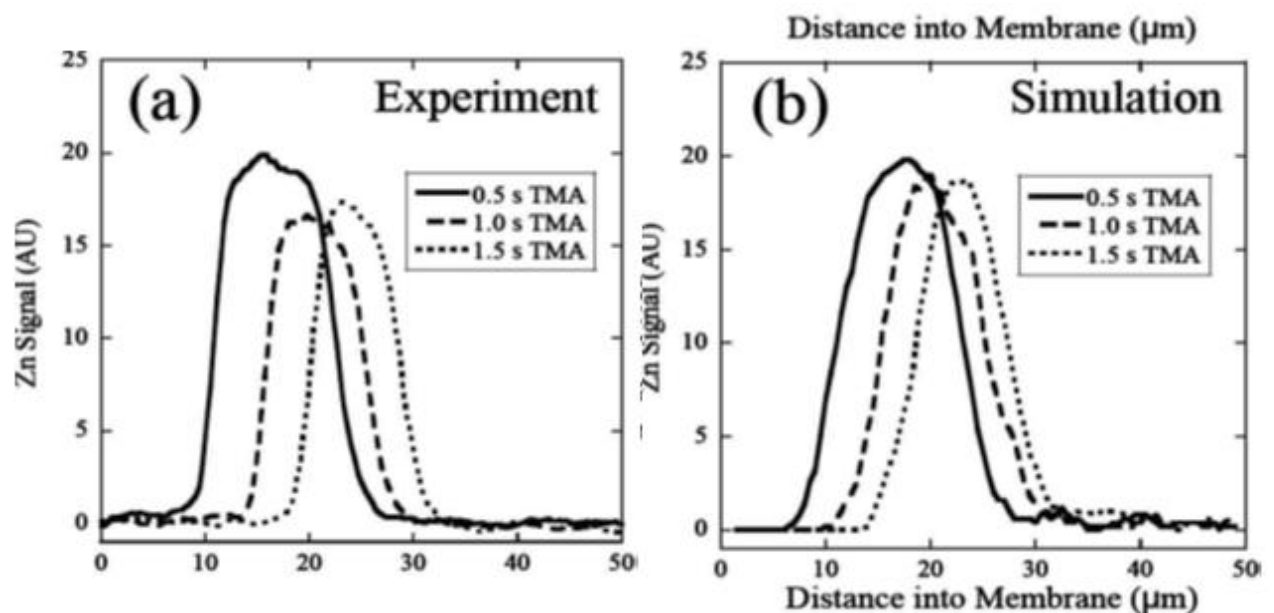 Distance into Membrane (µm)
25
(a) Experiment
20
0.5 s TMA
1.0 s TMA
1.5 s TMA
15
10
5
0
Zn Signal (AU)
0 10 20 30 40 50
25
(b) Simulation
20
0.5 s TMA
1.0 s TMA
1.5 s TMA
15
10
5
0
Zn Signal (AU)
0 10 20 30 40 50
Distance into Membrane (µm)